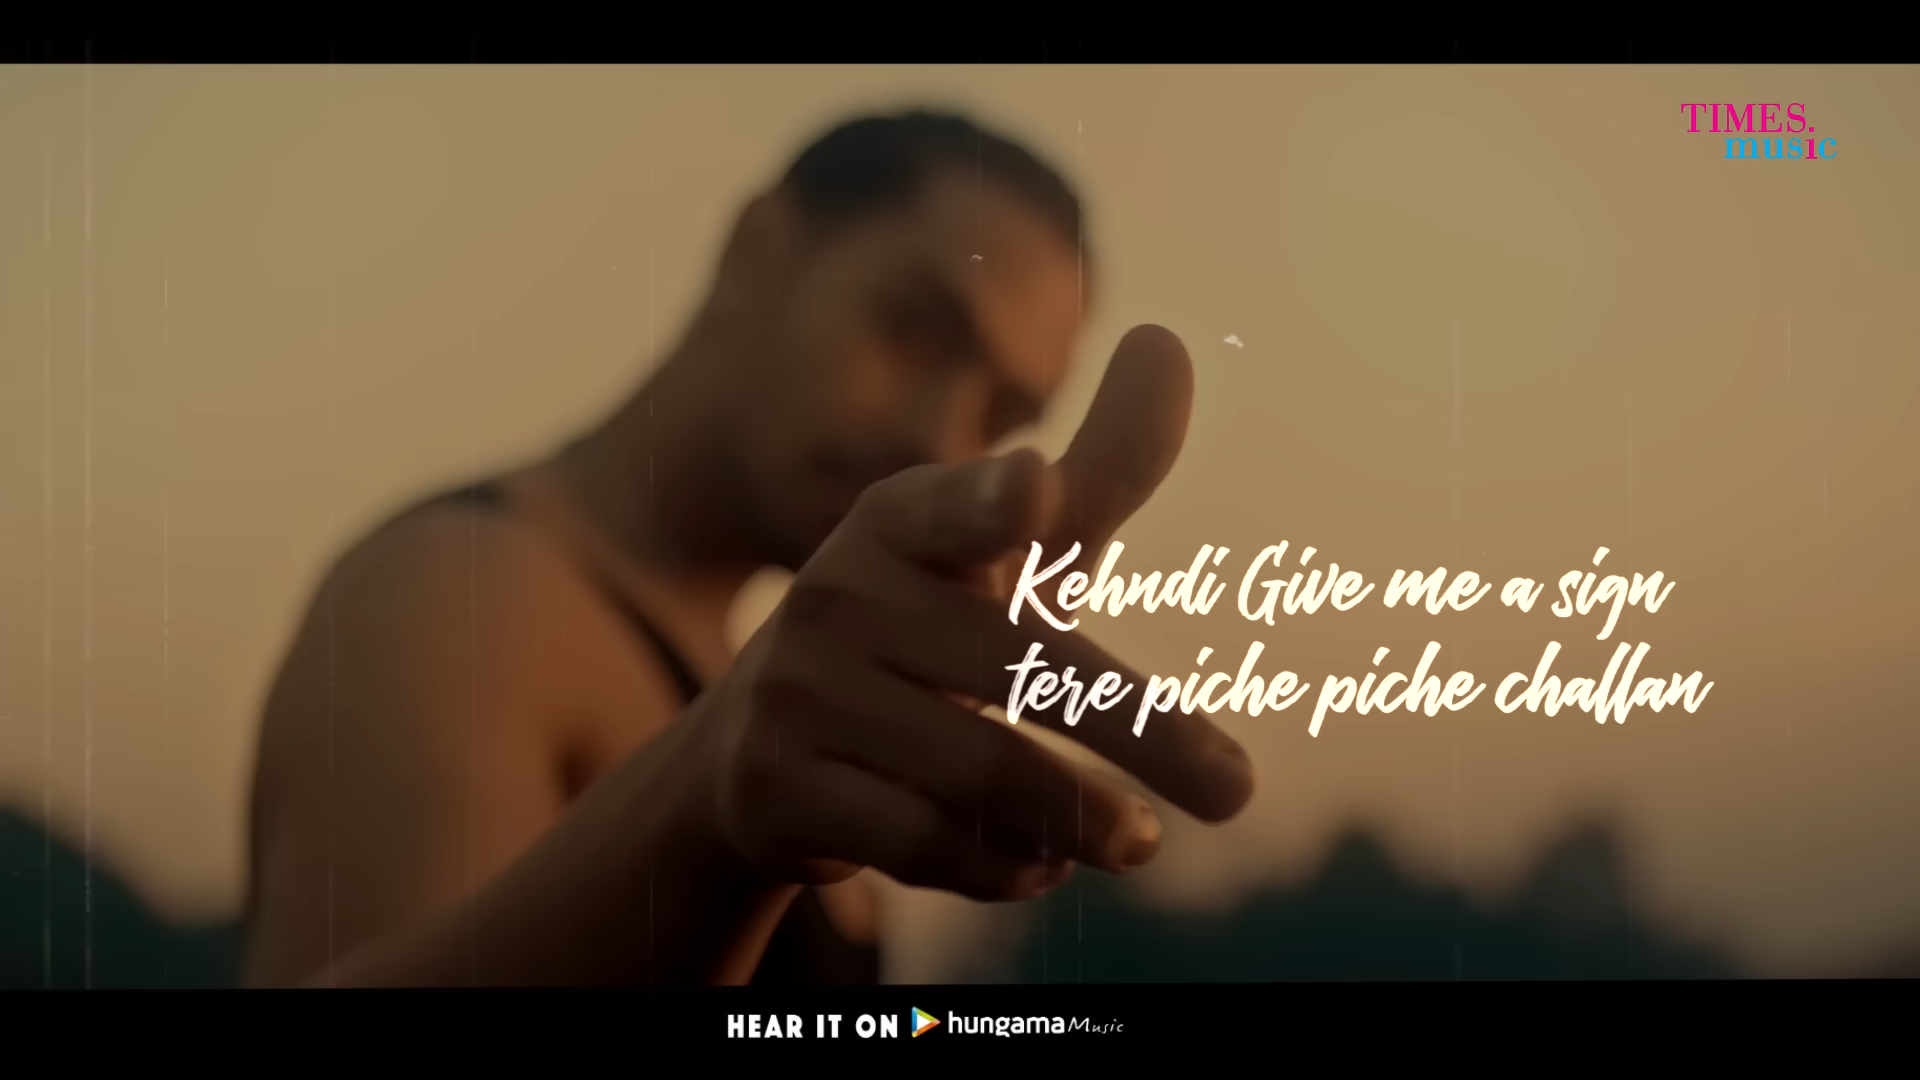 TIMES.
music
Kehndi Give me a sign
tere piche piche challan
HEAR IT ON hungama Music